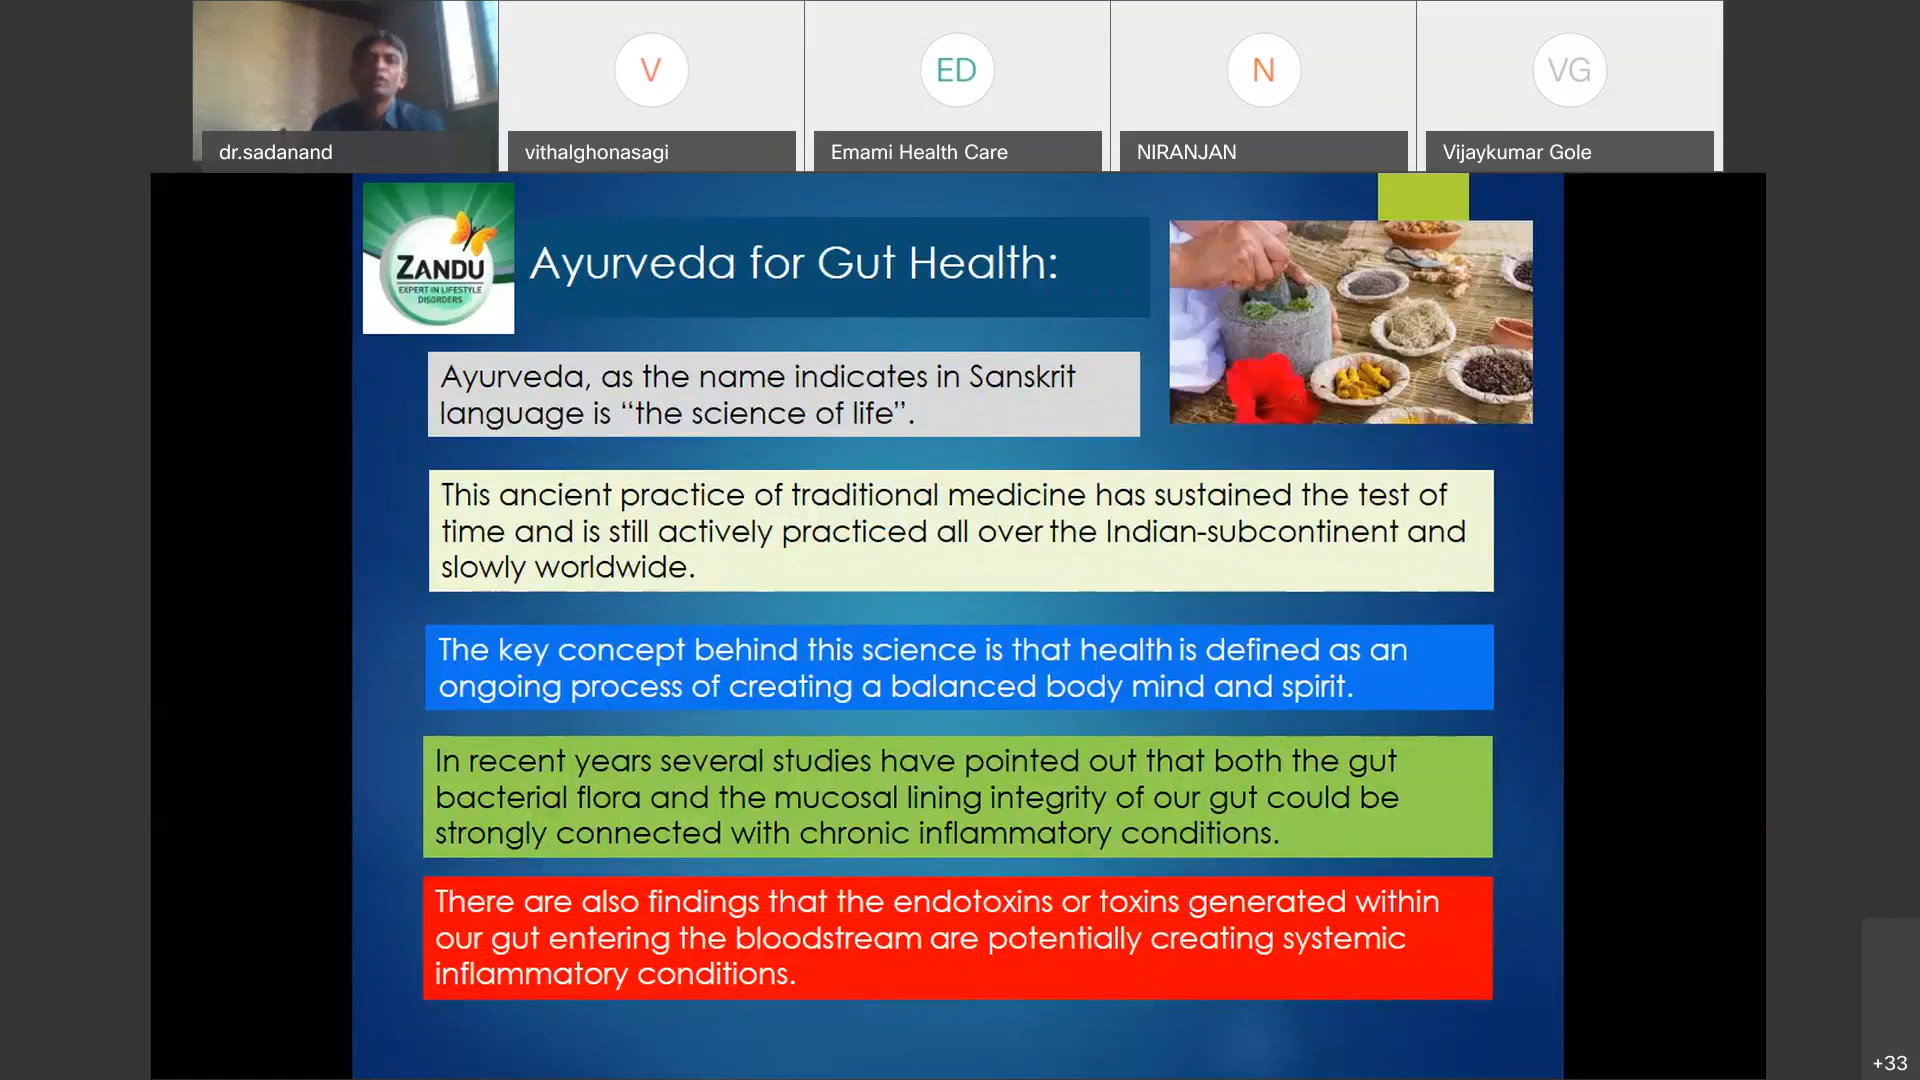 V
ED
N
VG
dr.sadanand
vithalghonasagi
Emami Health Care
NIRANJAN
Vijaykumar Gole
ZANDU
EXPERT IN LIFESTYLE
DISORDERS
Ayurveda for Gut Health:
Ayurveda, as the name indicates in Sanskrit
language is “the science of life”.
This ancient practice of traditional medicine has sustained the test of
time and is still actively practiced all over the Indian-subcontinent and
slowly worldwide.
The key concept behind this science is that health is defined as an
ongoing process of creating a balanced body mind and spirit.
In recent years several studies have pointed out that both the gut
bacterial flora and the mucosal lining integrity of our gut could be
strongly connected with chronic inflammatory conditions.
There are also findings that the endotoxins or toxins generated within
our gut entering the bloodstream are potentially creating systemic
inflammatory conditions.
+33